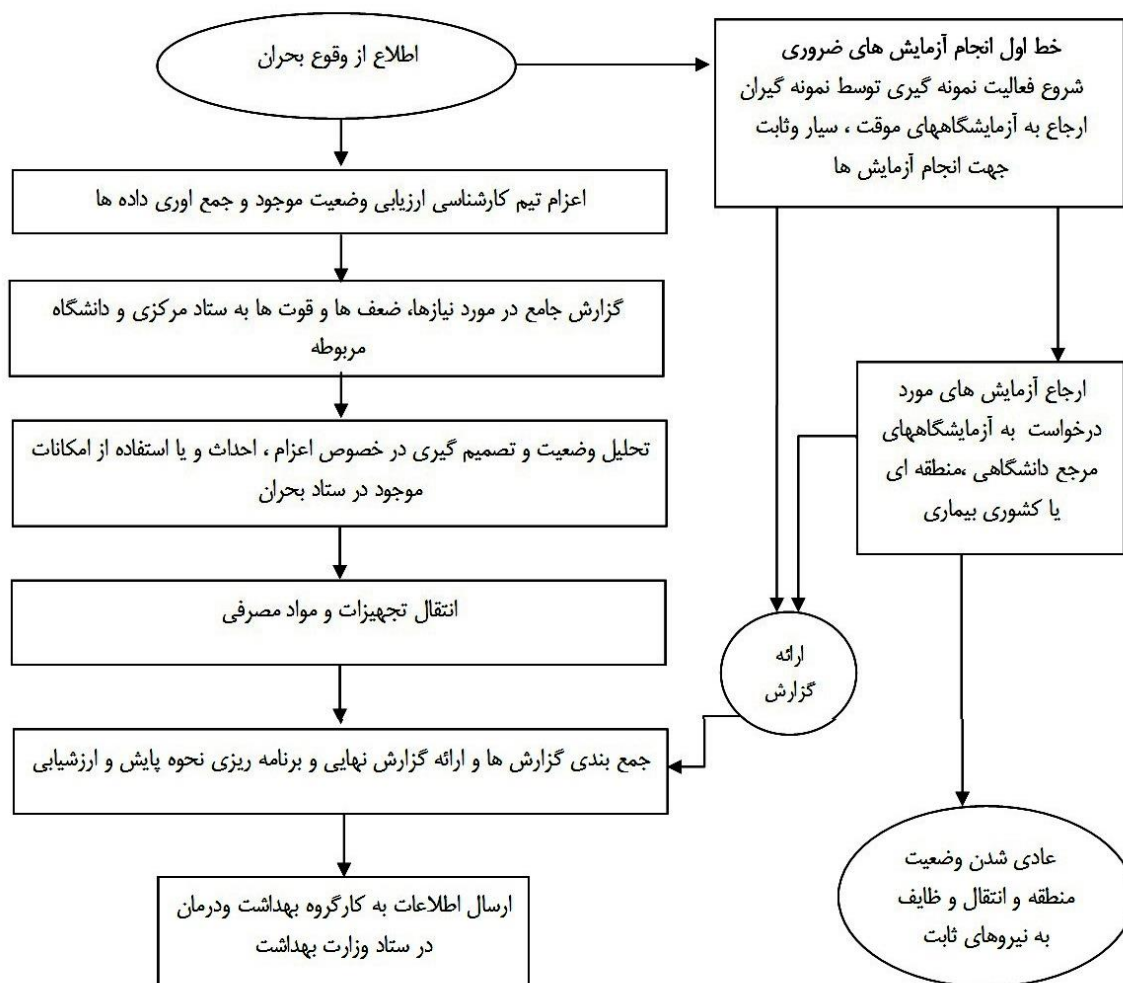 اطلاع از وقوع بحران
خط اول انجام آزمایش های ضروری
شروع فعالیت نمونه گیری توسط نمونه گیران
ارجاع به آزمایشگاههای موقت ، سیار وثابت
جهت انجام آزمایش ها
اعزام تیم کارشناسی ارزیابی وضعیت موجود و جمع اوری داده ها
گزارش جامع در مورد نیازها، ضعف ها و قوت ها به ستاد مرکزی و دانشگاه
مربوطه
ارجاع آزمایش های مورد
درخواست به آزمایشگاههای
مرجع دانشگاهی ،منطقه ای
یا کشوری بیماری
تحلیل وضعیت و تصمیم گیری در خصوص اعزام ، احداث و یا استفاده از امکانات
موجود در ستاد بحران
انتقال تجهیزات و مواد مصرفی
ارائه
گزارش
جمع بندی گزارش ها و ارائه گزارش نهایی و برنامه ریزی نحوه پایش و ارزشیابی
عادی شدن وضعیت
منطقه و انتقال و ظایف
به نیروهای ثابت
ارسال اطلاعات به کارگروه بهداشت ودرمان
در ستاد وزارت بهداشت